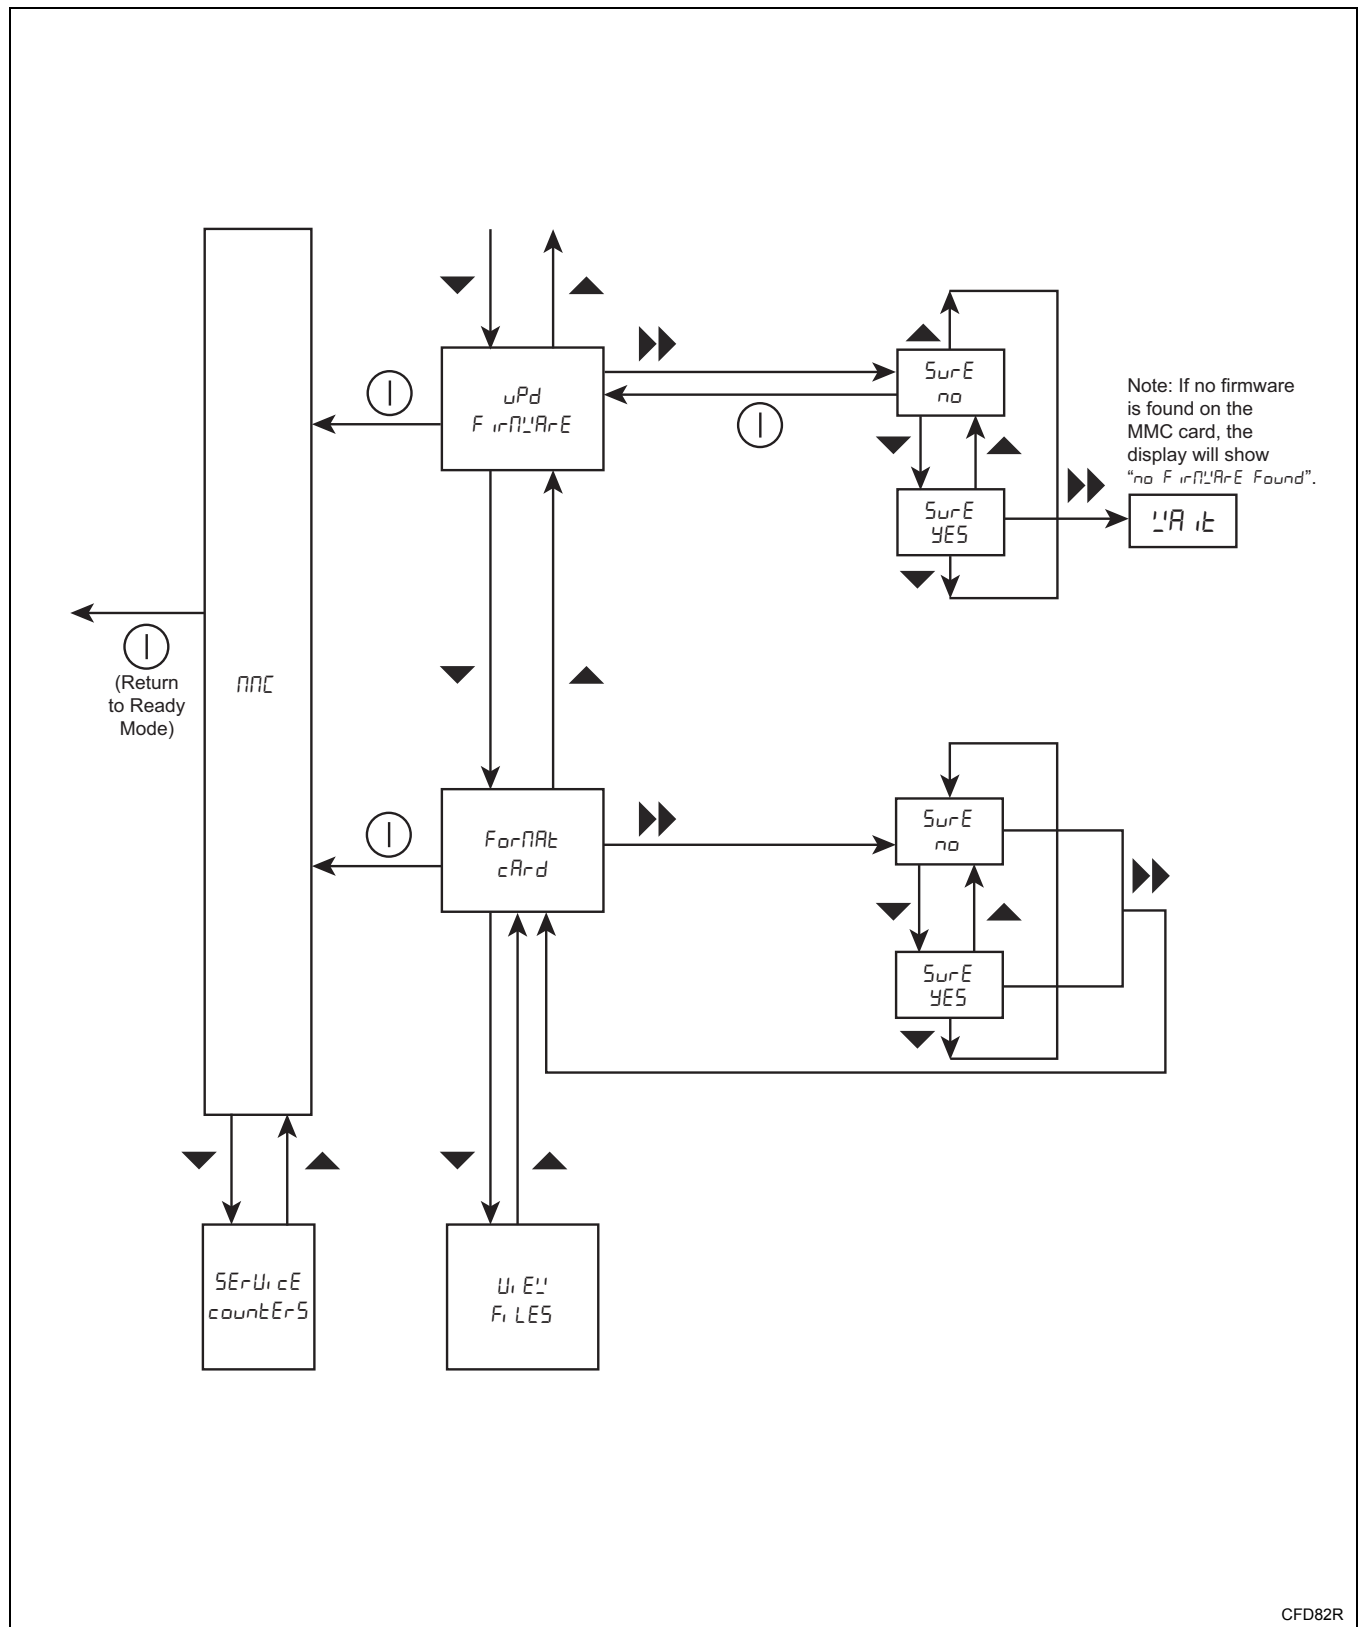 uPd
FirMWArE
SurE
no
Note: If no firmware
is found on the
MMC card, the
display will show
“no FirMWArE Found”.
SurE
YES
WAit
(Return
to Ready
Mode)
MMC
ForMAt
cArd
SurE
no
SurE
YES
SErVicE
countErS
ViEW
FiLES
CFD82R